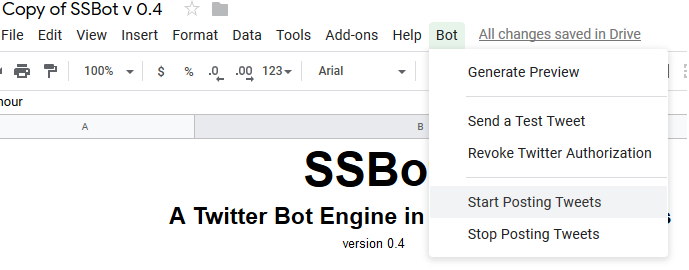 Copy of SSBot v 0.4
File Edit View Insert Format Data Tools Add-ons Help Bot All changes saved in Drive
100% $ % .0 .00 123 Arial
Generate Preview
our
A B
Send a Test Tweet
Revoke Twitter Authorization
SSBo
Start Posting Tweets
A Twitter Bot Engine in s
Stop Posting Tweets
version 0.4